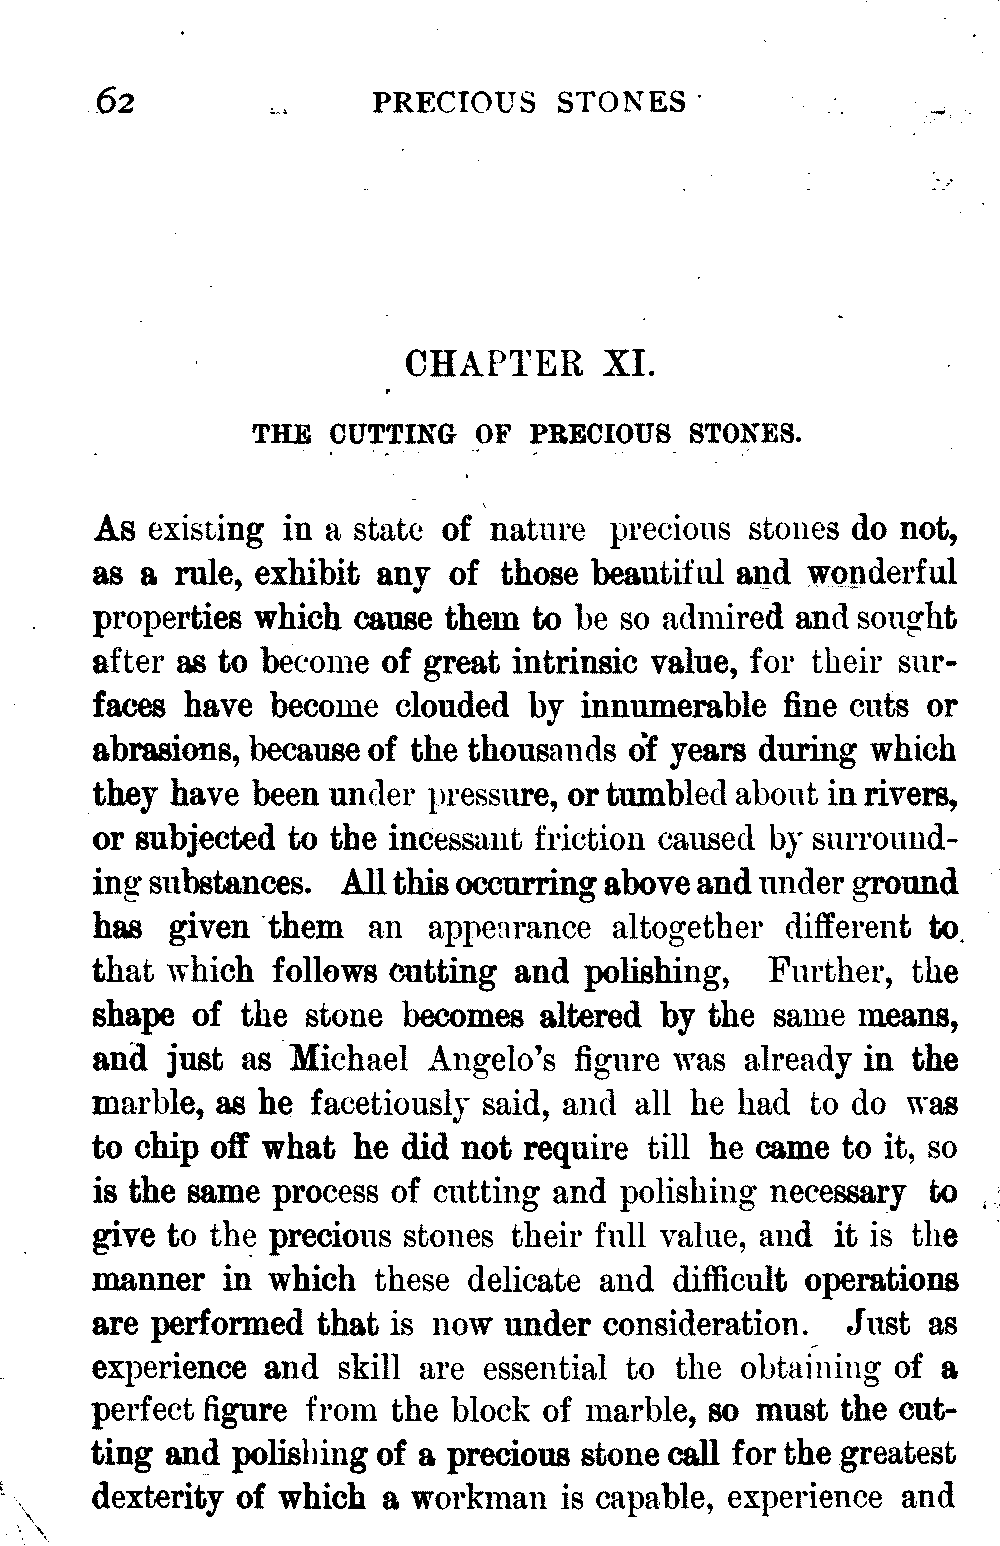 62 PRECIOUS STONES
CHAPTER XI.
THE CUTTING OF PRECIOUS STONES.
As existing in a state of nature precious stones do not,
as a rule, exhibit any of those beautiful and wonderful
properties which cause them to be so admired and sought
after as to become of great intrinsic value, for their sur-
faces have become clouded by innumerable fine cuts or
abrasions, because of the thousands of years during which
they have been under pressure, or tumbled about in rivers,
or subjected to the incessant friction caused by surround-
ing substances. All this occurring above and under ground
has given them an appearance altogether different to
that which follows cutting and polishing, Further, the
shape of the stone becomes altered by the same means,
and just as Michael Angelo's figure was already in the
marble, as he facetiously said, and all he had to do was
to chip off what he did not require till he came to it, so
is the same process of cutting and polishing necessary to
give to the precious stones their full value, and it is the
manner in which these delicate and difficult operations
are performed that is now under consideration. Just as
experience and skill are essential to the obtaining of a
perfect figure from the block of marble, so must the cut-
ting and polishing of a precious stone call for the greatest
dexterity of which a workman is capable, experience and